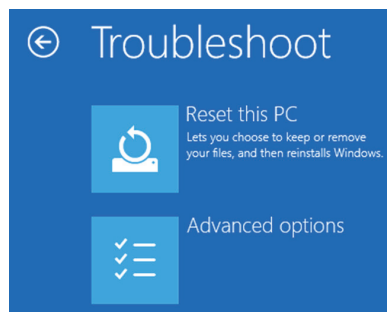 Troubleshoot
Reset this PC
Lets you choose to keep or remove
your files, and then reinstalls Windows.
Advanced options